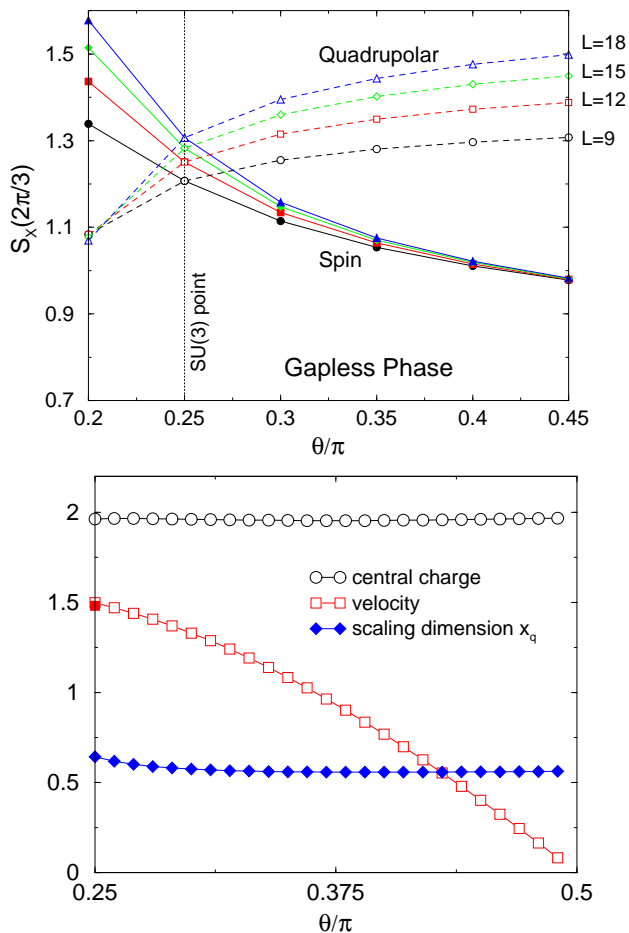 1.5
1.3
1.1
0.9
0.7
S_X(2π/3)
Quadrupolar
L=18
L=15
L=12
L=9
Spin
SU(3) point
Gapless Phase
0.2 0.25 0.3 0.35 0.4 0.45
θ/π
2
1.5
1
0.5
0
central charge
velocity
scaling dimension x_q
0.25 0.375 0.5
θ/π